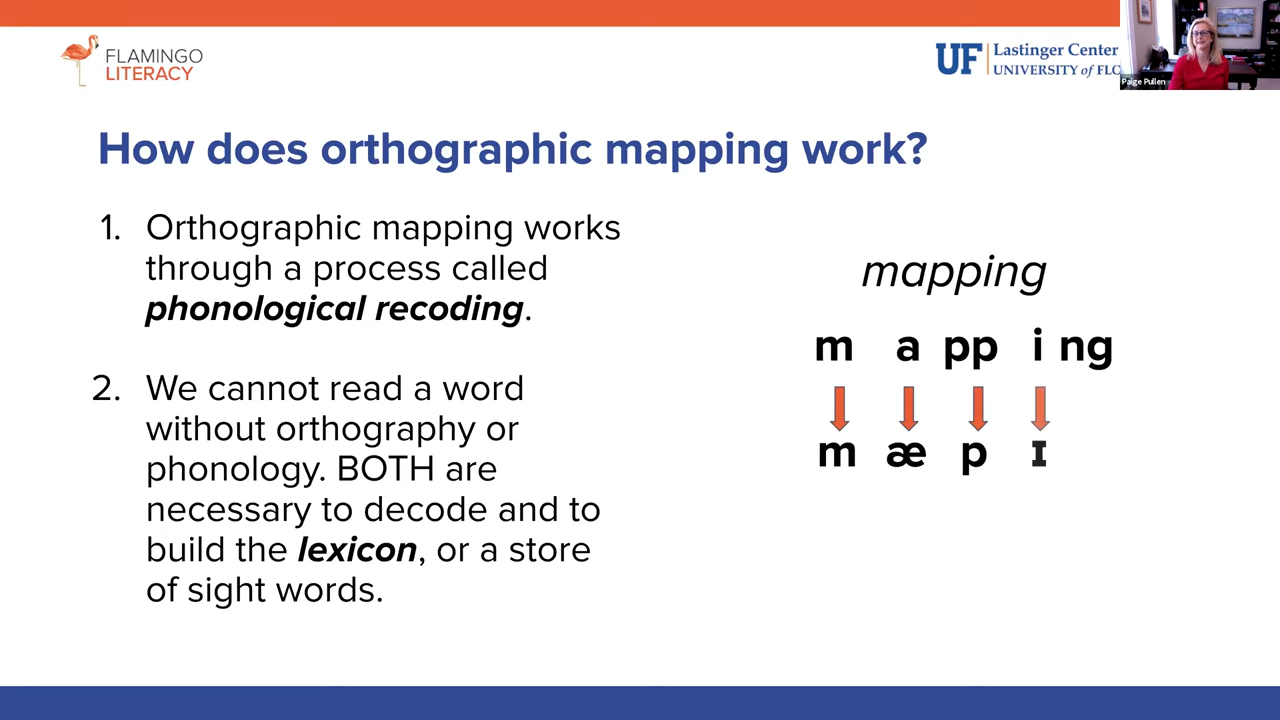 FLAMINGO
LITERACY
UF
Lastinger Center
UNIVERSITY of FLO
Paige Pullen
How does orthographic mapping work?
1. Orthographic mapping works
through a process called
phonological recoding.
2. We cannot read a word
without orthography or
phonology. BOTH are
necessary to decode and to
build the lexicon, or a store
of sight words.
mapping
m a pp i ng
m æ p ɪ